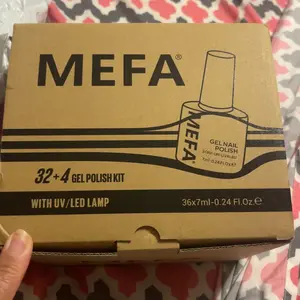 MEFA®
MEFA
GEL NAIL
POLISH
32+4 GEL POLISH KIT
WITH UV/LED LAMP
36x7ml-0.24 Fl.Oz.℮